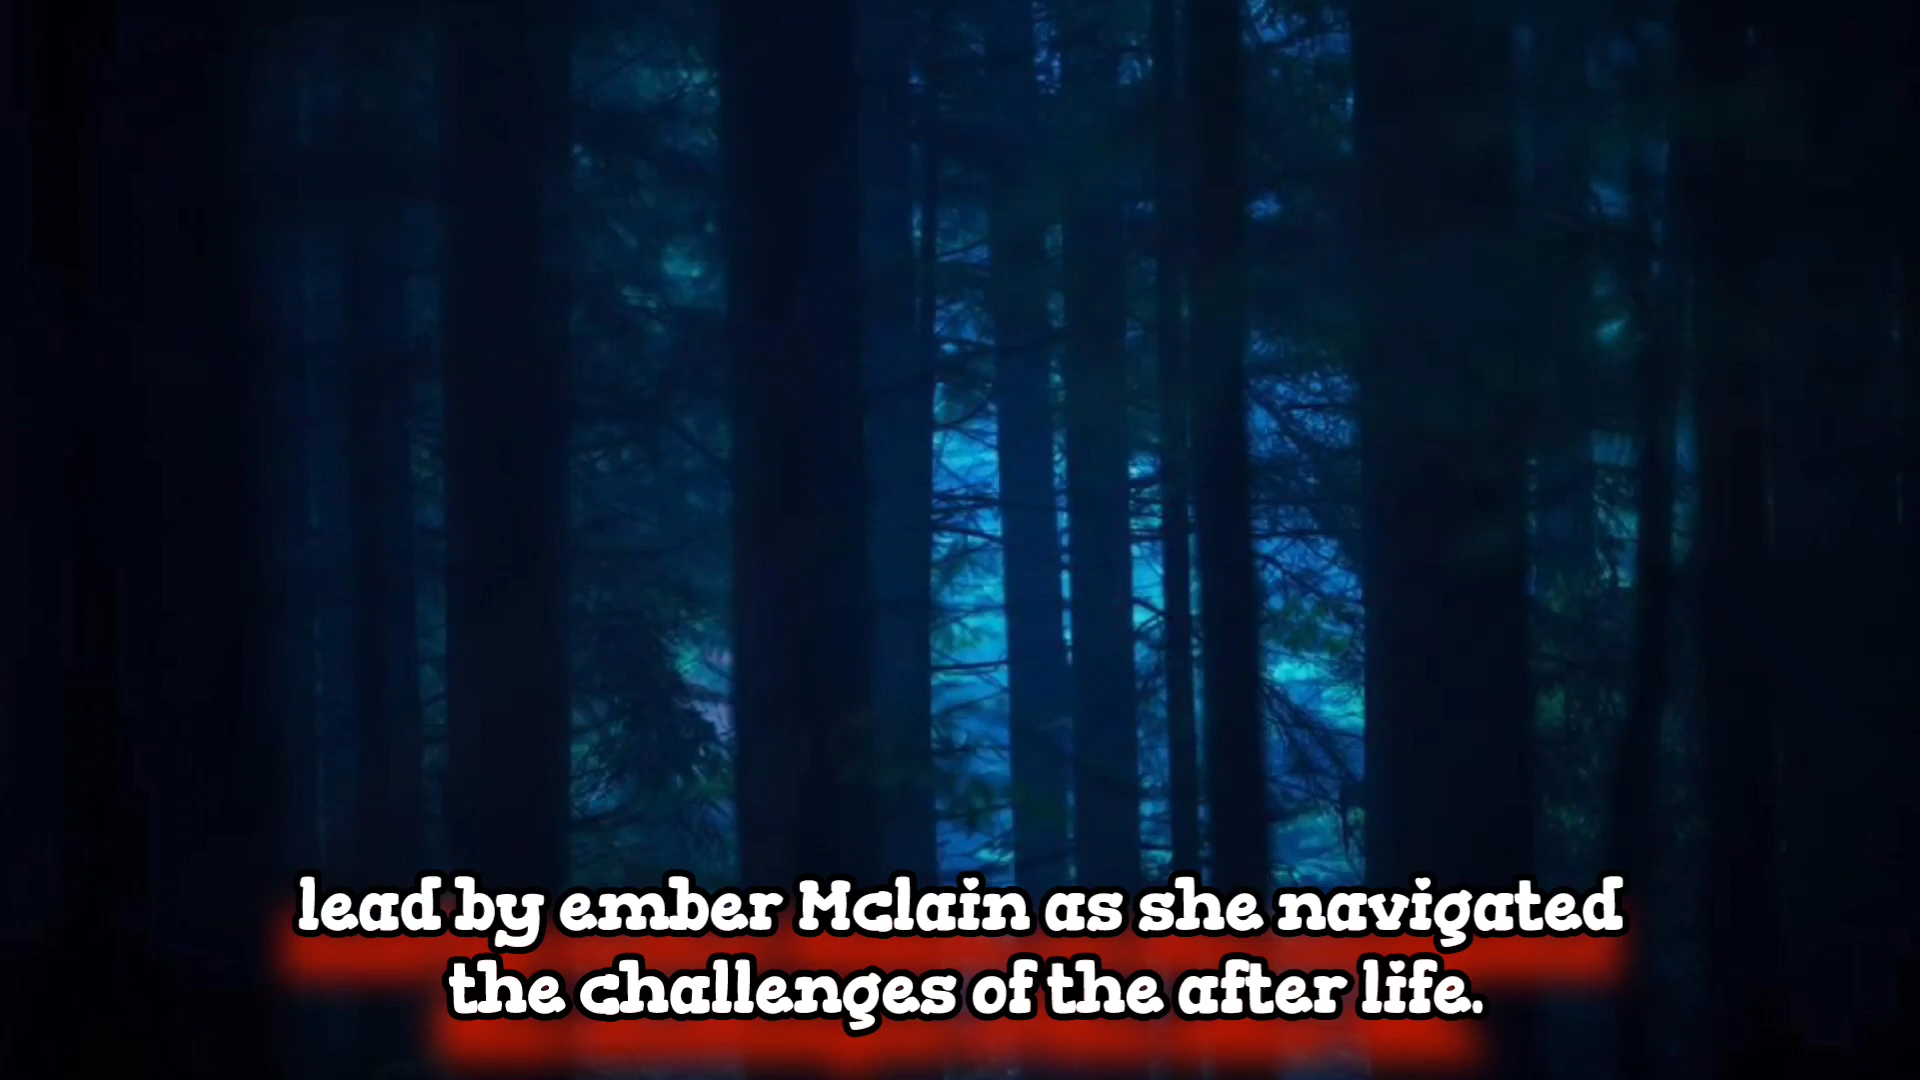 lead by ember Mclain as she navigated
the challenges of the after life.